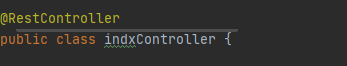 @RestController
public class indxController {